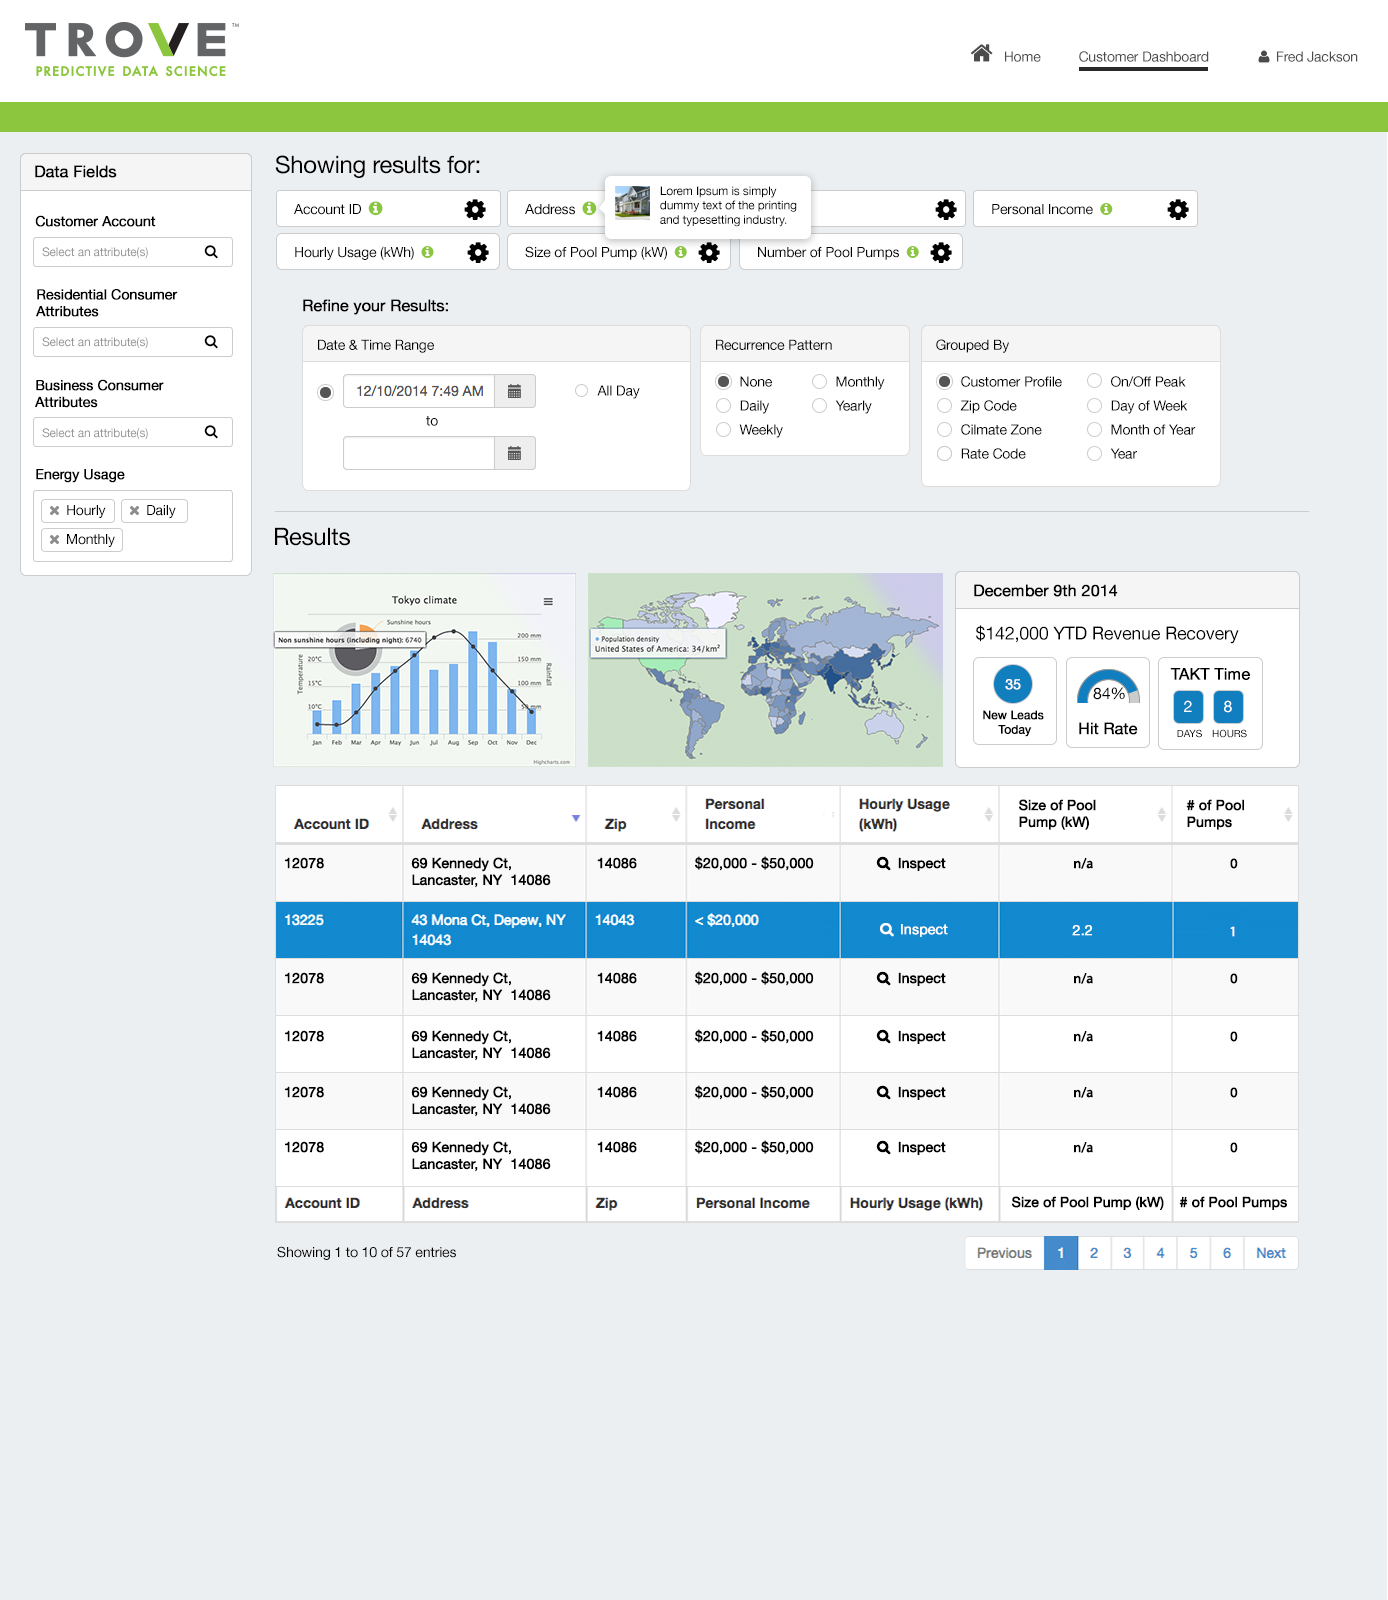 TROVE™
PREDICTIVE DATA SCIENCE
Home
Customer Dashboard
Fred Jackson
Data Fields
Customer Account
Select an attribute(s)
Residential Consumer
Attributes
Select an attribute(s)
Business Consumer
Attributes
Select an attribute(s)
Energy Usage
Hourly
Daily
Monthly
Showing results for:
Account ID
Address
Lorem Ipsum is simply
dummy text of the printing
and typesetting industry.
Personal Income
Hourly Usage (kWh)
Size of Pool Pump (kW)
Number of Pool Pumps
Refine your Results:
Date & Time Range
12/10/2014 7:49 AM
All Day
to
Recurrence Pattern
None
Monthly
Daily
Yearly
Weekly
Grouped By
Customer Profile
On/Off Peak
Zip Code
Day of Week
Cilmate Zone
Month of Year
Rate Code
Year
Results
Tokyo climate
Sunshine hours
Non sunshine hours (including night): 6740
200 mm
20°C
150 mm
15°C
100 mm
10°C
50 mm
Temperature
Rainfall
Jan Feb Mar Apr May Jun Jul Aug Sep Oct Nov Dec
Highcharts.com
Population density
United States of America: 34/km²
December 9th 2014
$142,000 YTD Revenue Recovery
35
New Leads
Today
84%
Hit Rate
TAKT Time
2 8
DAYS HOURS
Account ID
Address
Zip
Personal
Income
Hourly Usage
(kWh)
Size of Pool
Pump (kW)
# of Pool
Pumps
12078
69 Kennedy Ct,
Lancaster, NY 14086
14086
$20,000 - $50,000
Inspect
n/a
0
13225
43 Mona Ct, Depew, NY
14043
14043
< $20,000
Inspect
2.2
1
12078
69 Kennedy Ct,
Lancaster, NY 14086
14086
$20,000 - $50,000
Inspect
n/a
0
12078
69 Kennedy Ct,
Lancaster, NY 14086
14086
$20,000 - $50,000
Inspect
n/a
0
12078
69 Kennedy Ct,
Lancaster, NY 14086
14086
$20,000 - $50,000
Inspect
n/a
0
12078
69 Kennedy Ct,
Lancaster, NY 14086
14086
$20,000 - $50,000
Inspect
n/a
0
Account ID
Address
Zip
Personal Income
Hourly Usage (kWh)
Size of Pool Pump (kW)
# of Pool Pumps
Showing 1 to 10 of 57 entries
Previous 1 2 3 4 5 6 Next